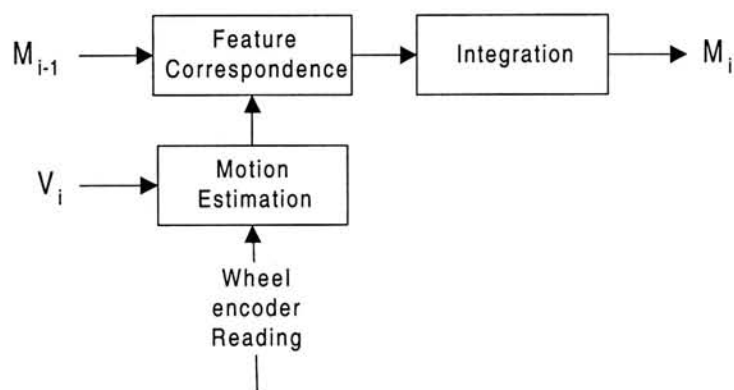 M i-1
Feature
Correspondence
Integration
M i
V i
Motion
Estimation
Wheel
encoder
Reading